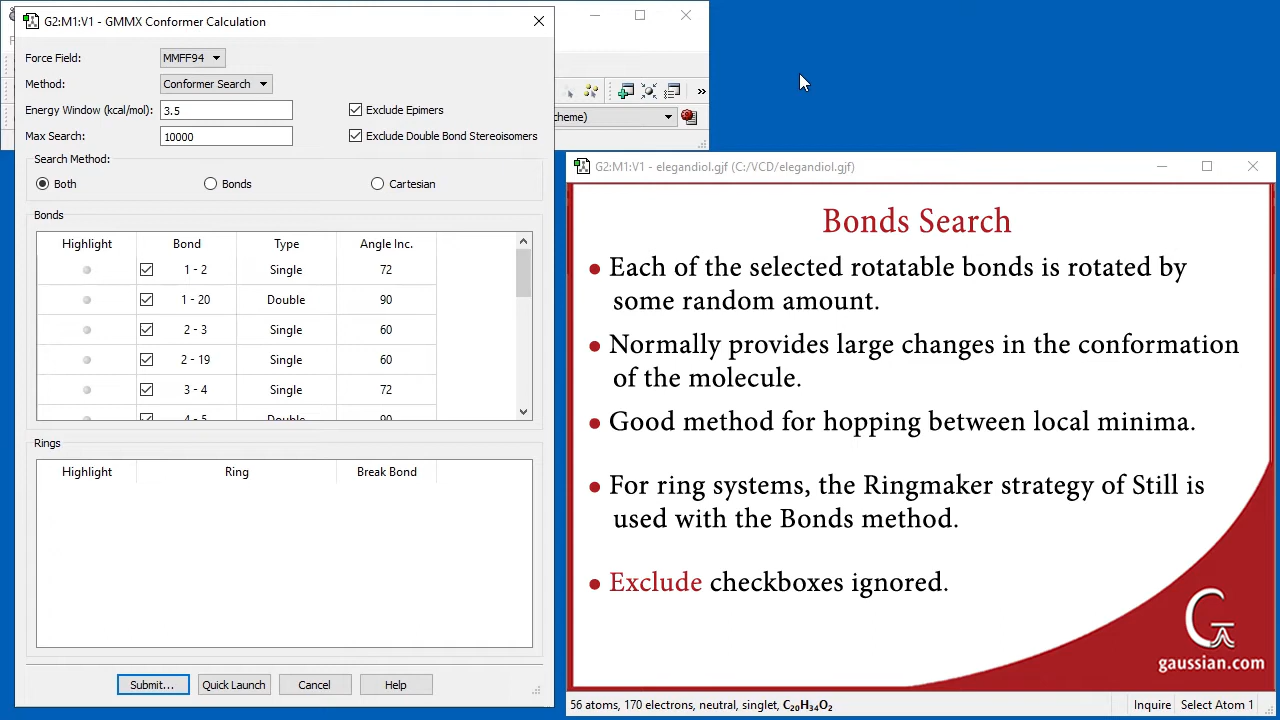 G2:M1:V1 - GMMX Conformer Calculation
Force Field: MMFF94
Method: Conformer Search
Energy Window (kcal/mol): 3.5
Exclude Epimers
Max Search: 10000
Exclude Double Bond Stereoisomers
Search Method:
Both Bonds Cartesian
Bonds
Highlight Bond Type Angle Inc.
1 - 2 Single 72
1 - 20 Double 90
2 - 3 Single 60
2 - 19 Single 60
3 - 4 Single 72
4 - 5 Double 90
Rings
Highlight Ring Break Bond
Submit... Quick Launch Cancel Help
»
cheme)
G2:M1:V1 - elegandiol.gjf (C:/VCD/elegandiol.gjf)
Bonds Search
• Each of the selected rotatable bonds is rotated by
some random amount.
• Normally provides large changes in the conformation
of the molecule.
• Good method for hopping between local minima.
• For ring systems, the Ringmaker strategy of Still is
used with the Bonds method.
• Exclude checkboxes ignored.
gaussian.com
56 atoms, 170 electrons, neutral, singlet, C₂₀H₃₄O₂ Inquire Select Atom 1